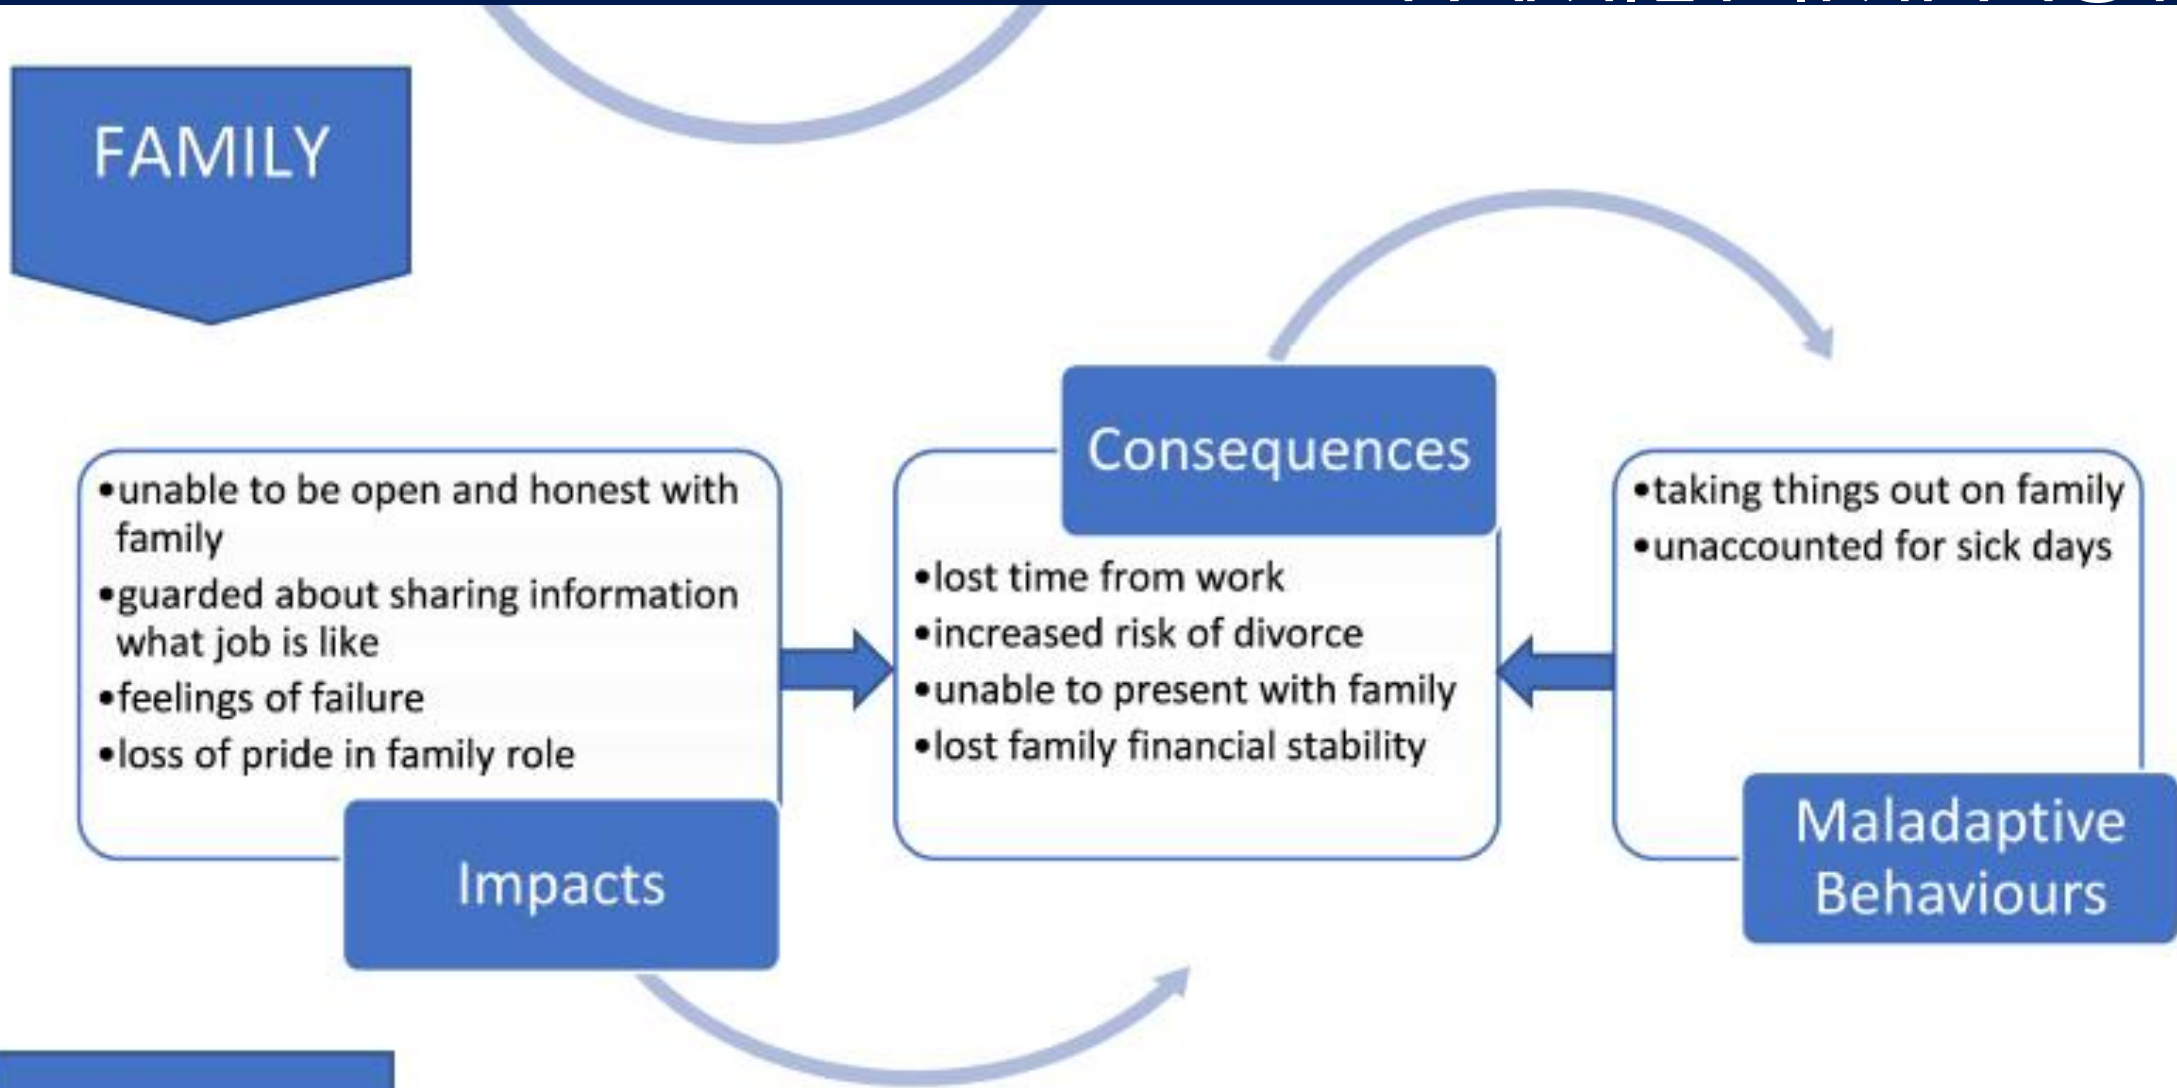 FAMILY
•unable to be open and honest with
family
•guarded about sharing information
what job is like
•feelings of failure
•loss of pride in family role
Impacts
Consequences
•lost time from work
•increased risk of divorce
•unable to present with family
•lost family financial stability
•taking things out on family
•unaccounted for sick days
Maladaptive
Behaviours